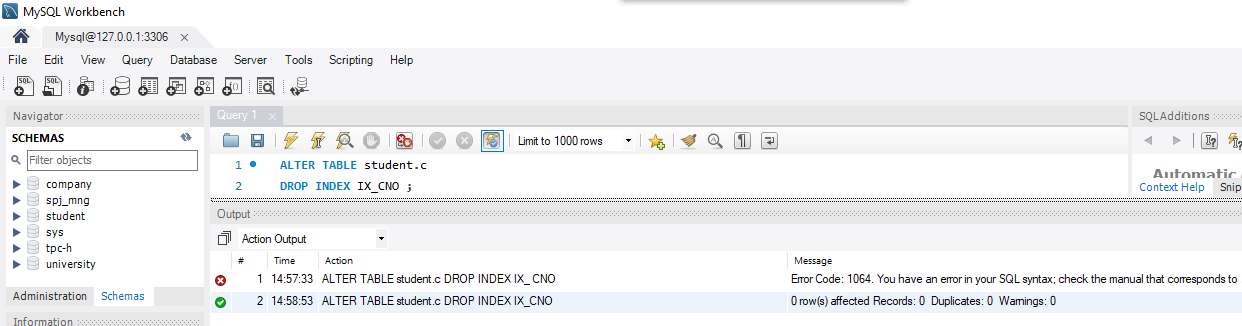 MySQL Workbench
Mysql@127.0.0.1:3306
File Edit View Query Database Server Tools Scripting Help
Navigator
SCHEMAS
Filter objects
company
spj_mng
student
sys
tpc-h
university
Administration Schemas
Information
Query 1
Limit to 1000 rows
1 ALTER TABLE student.c
2 DROP INDEX IX_CNO ;
Output
Action Output
# Time Action Message
1 14:57:33 ALTER TABLE student.c DROP INDEX IX_ CNO Error Code: 1064. You have an error in your SQL syntax; check the manual that corresponds to
2 14:58:53 ALTER TABLE student.c DROP INDEX IX_CNO 0 row(s) affected Records: 0 Duplicates: 0 Warnings: 0
SQLAdditions
Automatic
Context Help Snip